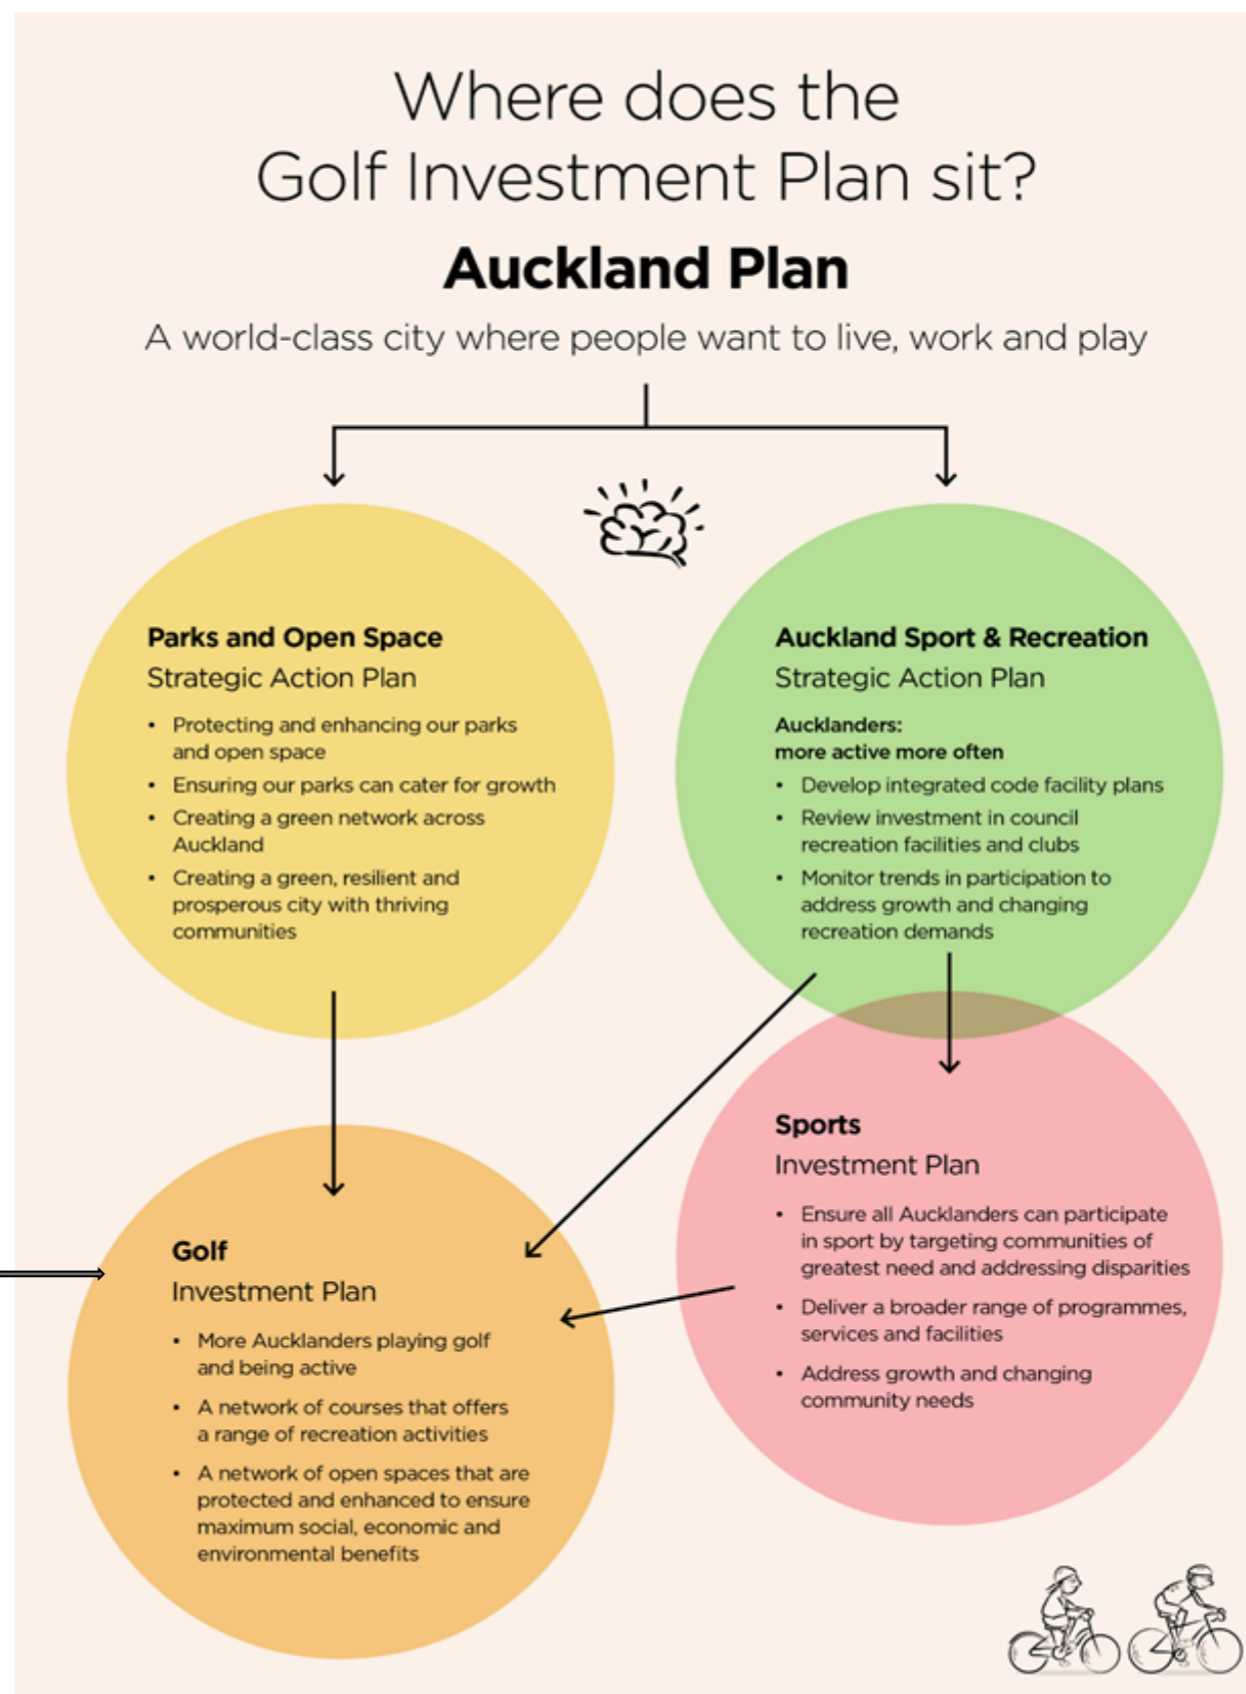 Where does the
Golf Investment Plan sit?
Auckland Plan
A world-class city where people want to live, work and play
Parks and Open Space
Strategic Action Plan
• Protecting and enhancing our parks
and open space
• Ensuring our parks can cater for growth
• Creating a green network across
Auckland
• Creating a green, resilient and
prosperous city with thriving
communities
Auckland Sport & Recreation
Strategic Action Plan
Aucklanders:
more active more often
• Develop integrated code facility plans
• Review investment in council
recreation facilities and clubs
• Monitor trends in participation to
address growth and changing
recreation demands
Golf
Investment Plan
• More Aucklanders playing golf
and being active
• A network of courses that offers
a range of recreation activities
• A network of open spaces that are
protected and enhanced to ensure
maximum social, economic and
environmental benefits
Sports
Investment Plan
• Ensure all Aucklanders can participate
in sport by targeting communities of
greatest need and addressing disparities
• Deliver a broader range of programmes,
services and facilities
• Address growth and changing
community needs